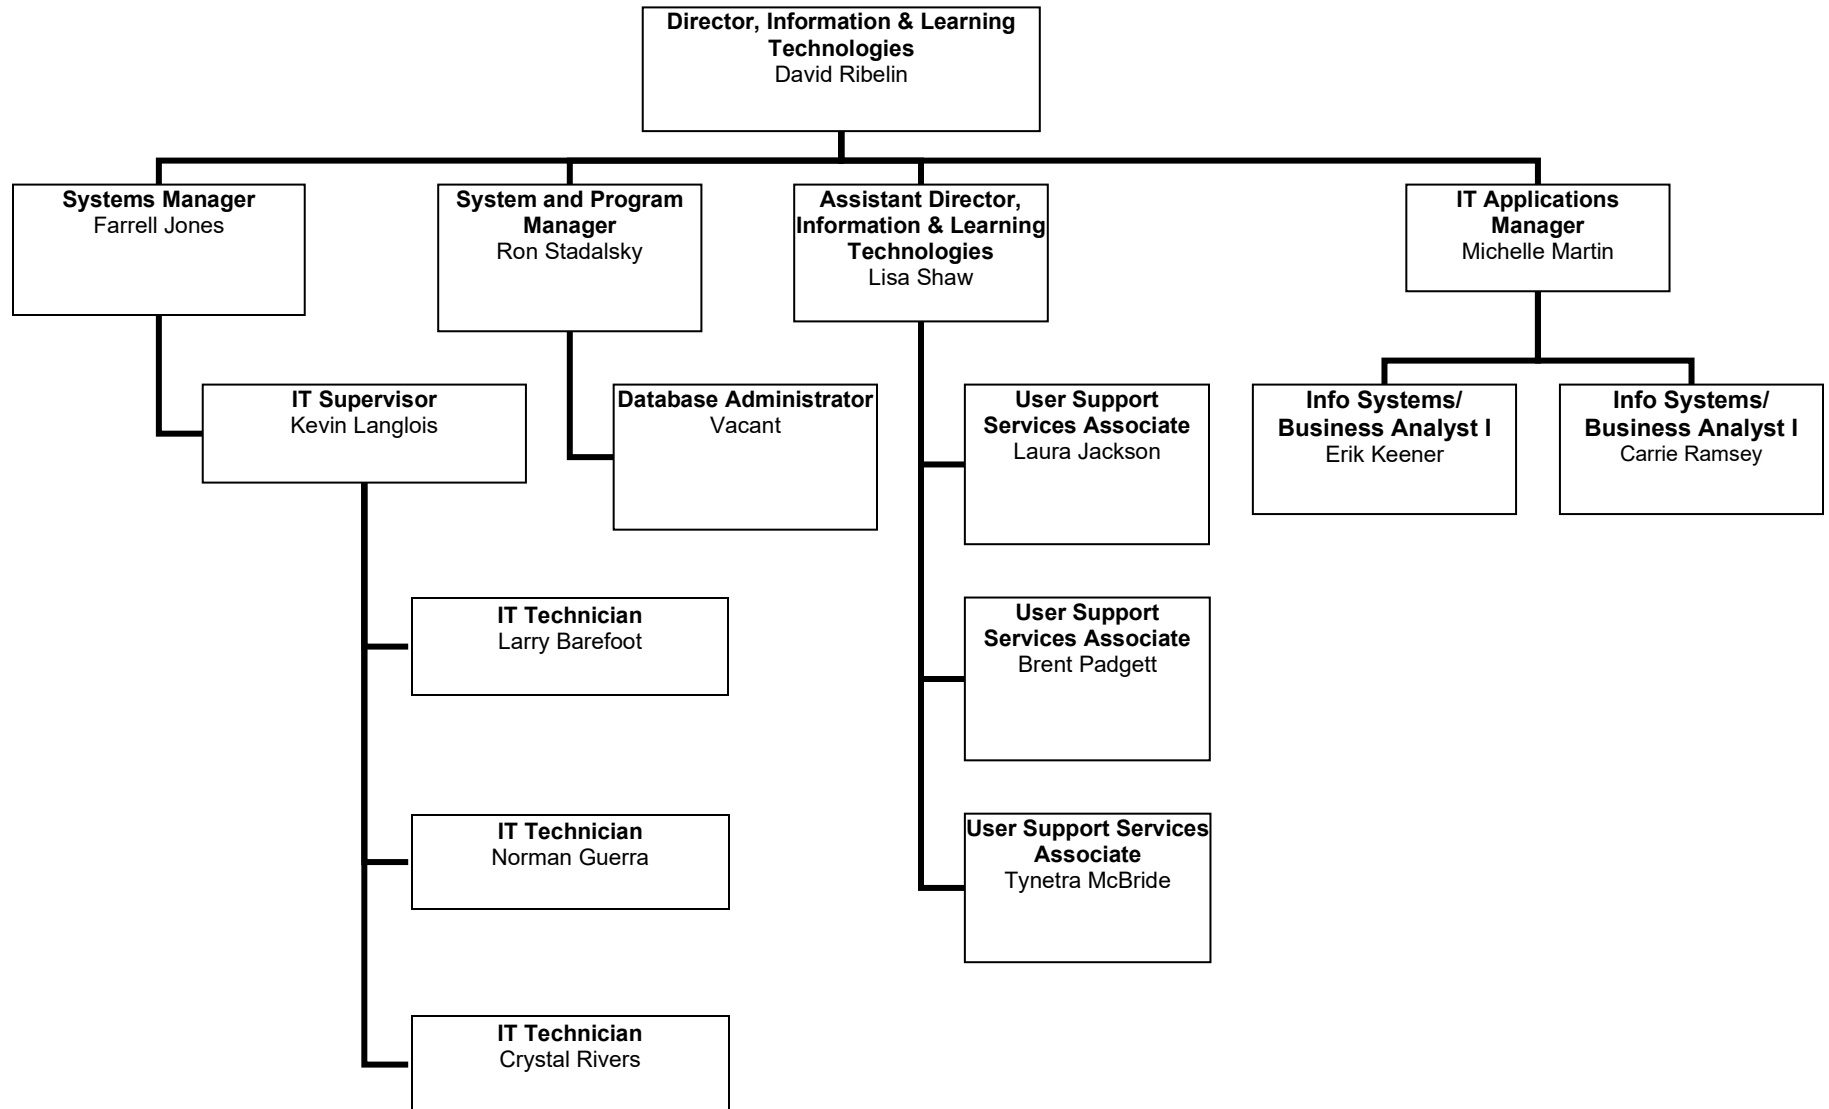 Director, Information & Learning
Technologies
David Ribelin
Systems Manager
Farrell Jones
System and Program
Manager
Ron Stadalsky
Assistant Director,
Information & Learning
Technologies
Lisa Shaw
IT Applications
Manager
Michelle Martin
IT Supervisor
Kevin Langlois
Database Administrator
Vacant
User Support
Services Associate
Laura Jackson
Info Systems/
Business Analyst I
Erik Keener
Info Systems/
Business Analyst I
Carrie Ramsey
IT Technician
Larry Barefoot
User Support
Services Associate
Brent Padgett
IT Technician
Norman Guerra
User Support Services
Associate
Tynetra McBride
IT Technician
Crystal Rivers